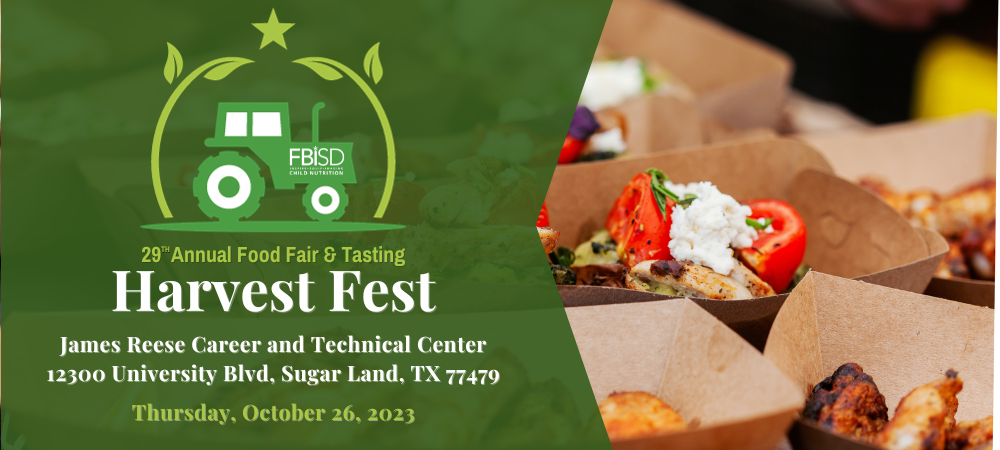 FBISD
CHILD NUTRITION
29TH Annual Food Fair & Tasting
Harvest Fest
James Reese Career and Technical Center
12300 University Blvd, Sugar Land, TX 77479
Thursday, October 26, 2023